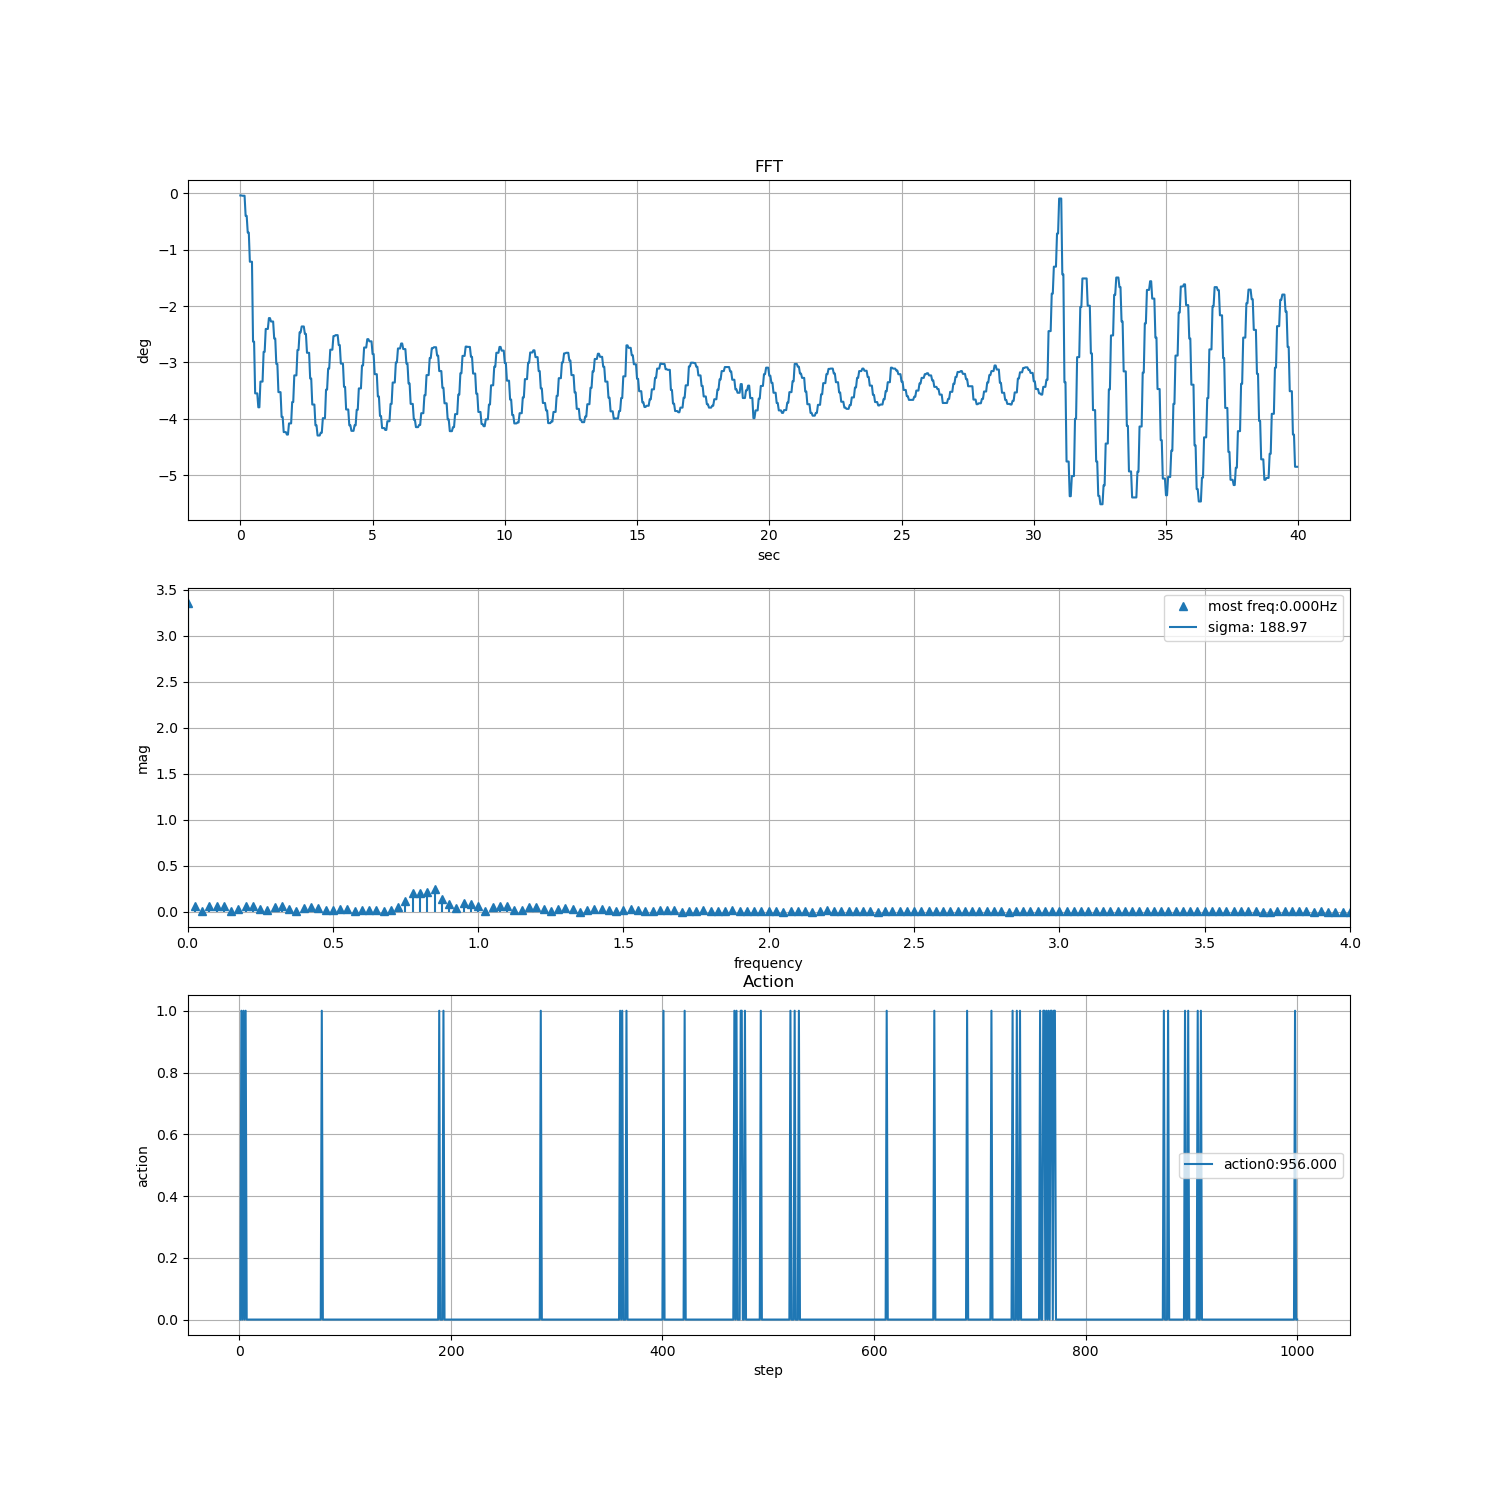 FFT
0
−1
−2
−3
−4
−5
deg
0 5 10 15 20 25 30 35 40
sec
3.5
3.0
2.5
2.0
1.5
1.0
0.5
0.0
mag
most freq:0.000Hz
sigma: 188.97
0.0 0.5 1.0 1.5 2.0 2.5 3.0 3.5 4.0
frequency
Action
1.0
0.8
0.6
0.4
0.2
0.0
action
action0:956.000
0 200 400 600 800 1000
step